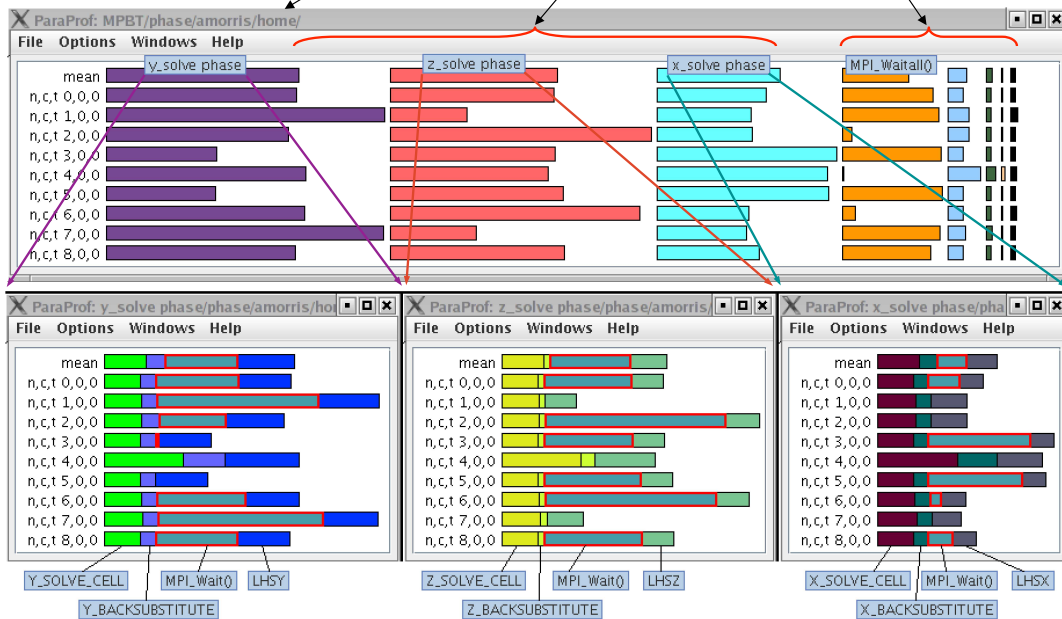 ParaProf: MPBT/phase/amorris/home/
File Options Windows Help
y_solve phase
z_solve phase
x_solve phase
MPI_Waitall()
mean
n,c,t 0,0,0
n,c,t 1,0,0
n,c,t 2,0,0
n,c,t 3,0,0
n,c,t 4,0,0
n,c,t 5,0,0
n,c,t 6,0,0
n,c,t 7,0,0
n,c,t 8,0,0
ParaProf: y_solve phase/phase/amorris/hor
File Options Windows Help
mean
n,c,t 0,0,0
n,c,t 1,0,0
n,c,t 2,0,0
n,c,t 3,0,0
n,c,t 4,0,0
n,c,t 5,0,0
n,c,t 6,0,0
n,c,t 7,0,0
n,c,t 8,0,0
Y_SOLVE_CELL
MPI_Wait()
LHSY
Y_BACKSUBSTITUTE
ParaProf: z_solve phase/phase/amorris/
File Options Windows Help
mean
n,c,t 0,0,0
n,c,t 1,0,0
n,c,t 2,0,0
n,c,t 3,0,0
n,c,t 4,0,0
n,c,t 5,0,0
n,c,t 6,0,0
n,c,t 7,0,0
n,c,t 8,0,0
Z_SOLVE_CELL
MPI_Wait()
LHSZ
Z_BACKSUBSTITUTE
ParaProf: x_solve phase/pha
File Options Windows Help
mean
n,c,t 0,0,0
n,c,t 1,0,0
n,c,t 2,0,0
n,c,t 3,0,0
n,c,t 4,0,0
n,c,t 5,0,0
n,c,t 6,0,0
n,c,t 7,0,0
n,c,t 8,0,0
X_SOLVE_CELL
MPI_Wait()
LHSX
X_BACKSUBSTITUTE